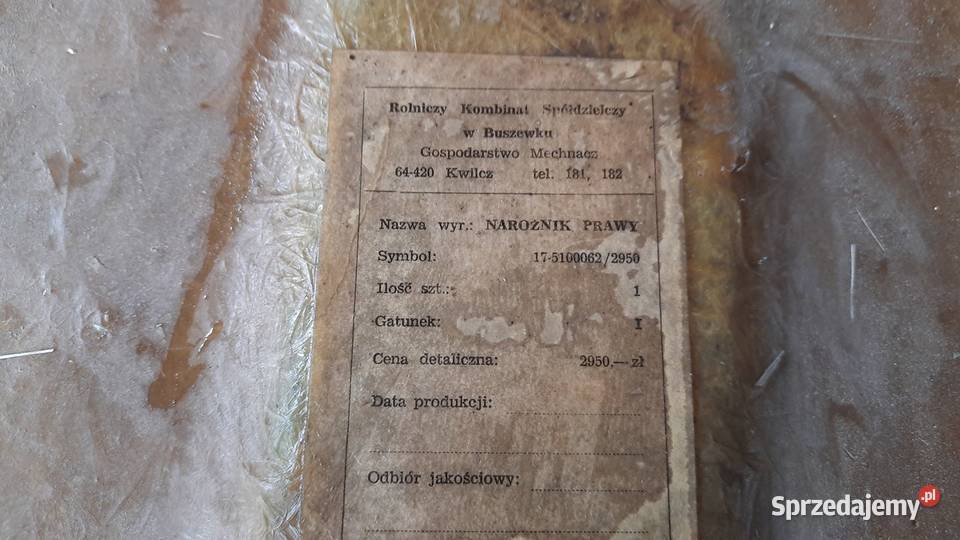 Rolniczy Kombinat Spółdzielczy
w Buszewku
Gospodarstwo Mechnacz
64-420 Kwilcz tel. 181, 182
Nazwa wyr.: NAROŻNIK PRAWY
Symbol: 17-5100062/2950
Ilość szt.: 1
Gatunek: I
Cena detaliczna: 2950,— zł
Data produkcji:
Odbiór jakościowy:
Sprzedajemy.pl